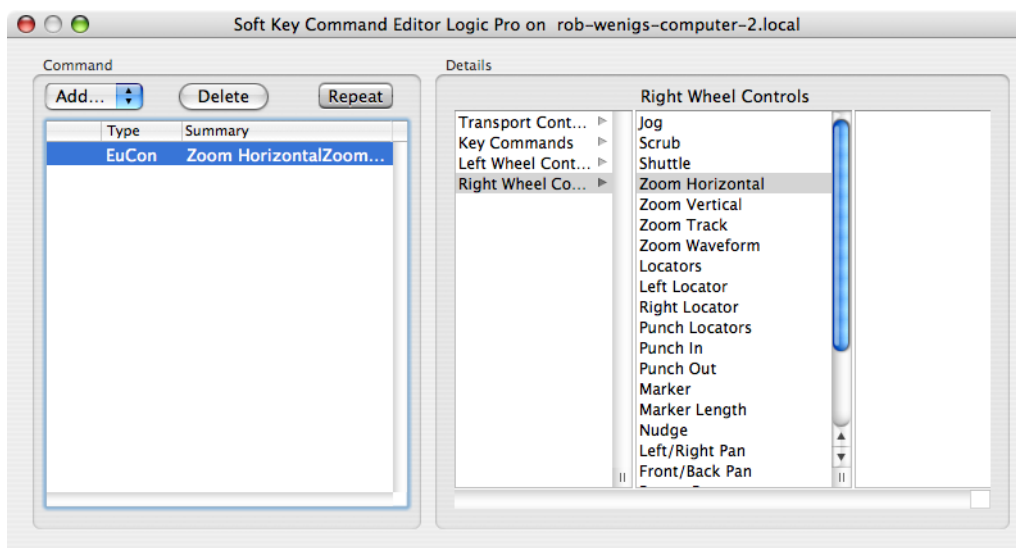 Soft Key Command Editor Logic Pro on rob-wenigs-computer-2.local
Command
Add...
Delete
Repeat
Type
Summary
EuCon
Zoom HorizontalZoom...
Details
Right Wheel Controls
Transport Cont...
Key Commands
Left Wheel Cont...
Right Wheel Co...
Jog
Scrub
Shuttle
Zoom Horizontal
Zoom Vertical
Zoom Track
Zoom Waveform
Locators
Left Locator
Right Locator
Punch Locators
Punch In
Punch Out
Marker
Marker Length
Nudge
Left/Right Pan
Front/Back Pan